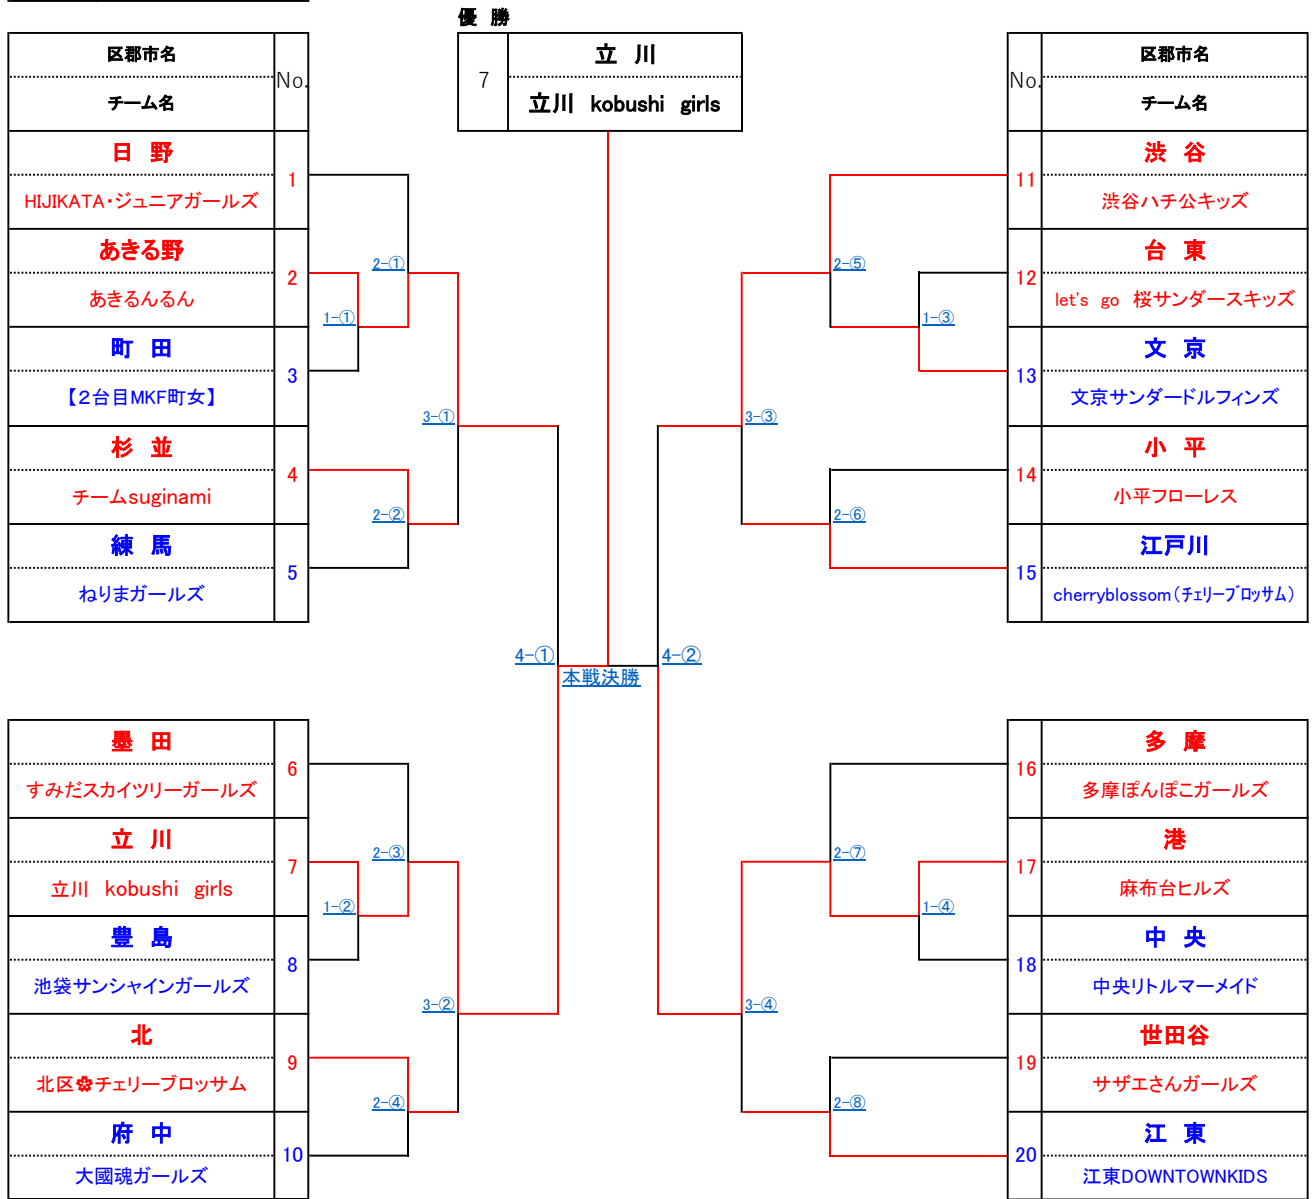 優 勝
区郡市名
No.
チーム名
7
立 川
立川 kobushi girls
区郡市名
No.
チーム名
日 野
1
HIJIKATA・ジュニアガールズ
あきる野
2
あきるんるん
町 田
3
【2台目MKF町女】
杉 並
4
チームsuginami
練 馬
5
ねりまガールズ
墨 田
6
すみだスカイツリーガールズ
立 川
7
立川 kobushi girls
豊 島
8
池袋サンシャインガールズ
北
9
北区🌸チェリーブロッサム
府 中
10
大國魂ガールズ
1-①
1-②
2-①
2-②
2-③
2-④
3-①
3-②
4-①
本戦決勝
4-②
3-③
3-④
2-⑤
2-⑥
2-⑦
2-⑧
1-③
1-④
渋 谷
11
渋谷ハチ公キッズ
台 東
12
let's go 桜サンダースキッズ
文 京
13
文京サンダードルフィンズ
小 平
14
小平フローレス
江戸川
15
cherryblossom(チェリーブロッサム)
多 摩
16
多摩ぽんぽこガールズ
港
17
麻布台ヒルズ
中 央
18
中央リトルマーメイド
世田谷
19
サザエさんガールズ
江 東
20
江東DOWNTOWNKIDS